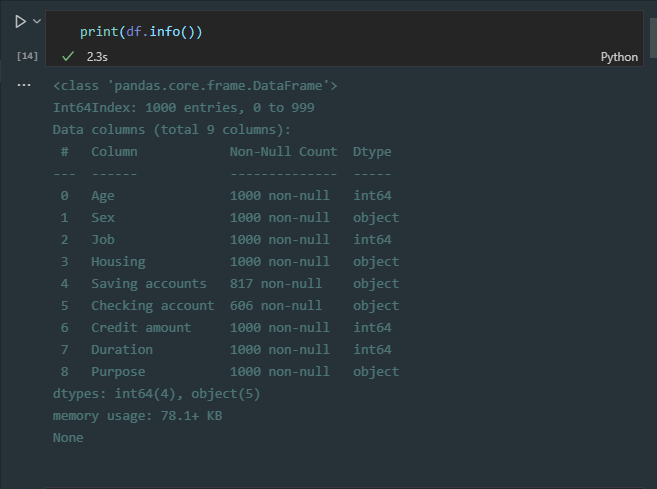 print(df.info())
[14]
2.3s
Python
...
<class 'pandas.core.frame.DataFrame'>
Int64Index: 1000 entries, 0 to 999
Data columns (total 9 columns):
 #   Column            Non-Null Count  Dtype
---  ------            --------------  -----
 0   Age               1000 non-null   int64
 1   Sex               1000 non-null   object
 2   Job               1000 non-null   int64
 3   Housing           1000 non-null   object
 4   Saving accounts   817 non-null    object
 5   Checking account  606 non-null    object
 6   Credit amount     1000 non-null   int64
 7   Duration          1000 non-null   int64
 8   Purpose           1000 non-null   object
dtypes: int64(4), object(5)
memory usage: 78.1+ KB
None